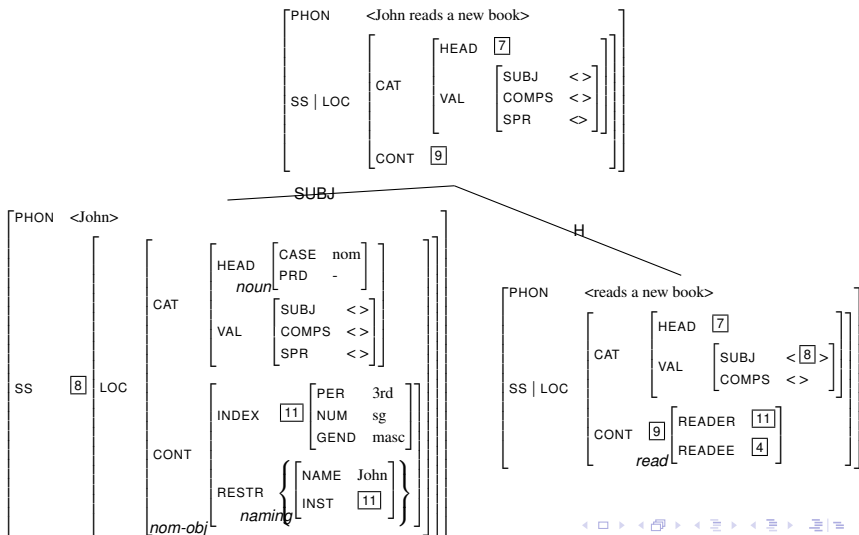 PHON <John reads a new book>
HEAD 7
SUBJ < >
CAT
VAL COMPS < >
SS | LOC
SPR <>
CONT 9
SUBJ
H
PHON <John>
HEAD CASE nom
PRD -
noun
CAT
SUBJ < >
VAL COMPS < >
SPR < >
SS 8 LOC
PER 3rd
INDEX 11 NUM sg
GEND masc
CONT
NAME John
RESTR
INST 11
naming
nom-obj
PHON <reads a new book>
HEAD 7
CAT
SUBJ < 8 >
VAL
COMPS < >
SS | LOC
READER 11
CONT 9
READEE 4
read